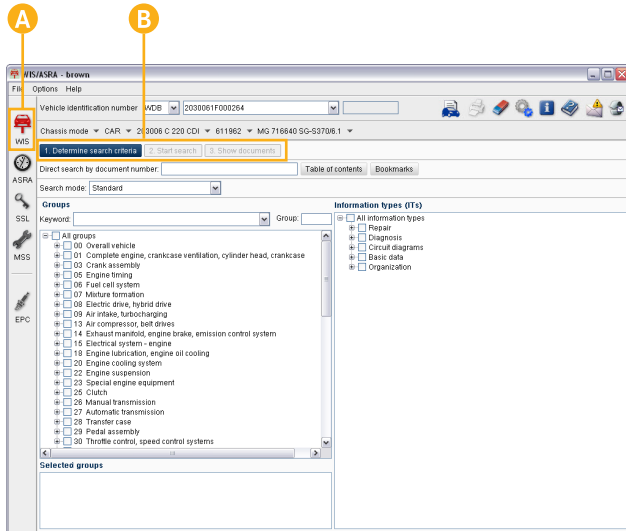 A B
WIS/ASRA - brown
File Options Help
Vehicle identification number WDB 2030061F000264
Chassis mode CAR 203006 C 220 CDI 611962 MG 716640 SG-S370/6.1
WIS
1. Determine search criteria 2. Start search 3. Show documents
Direct search by document number: Table of contents Bookmarks
ASRA
Search mode: Standard
SSL
Groups
Keyword: Group:
All groups
00 Overall vehicle
01 Complete engine, crankcase ventilation, cylinder head, crankcase
03 Crank assembly
05 Engine timing
06 Fuel cell system
07 Mixture formation
08 Electric drive, hybrid drive
09 Air intake, turbocharging
13 Air compressor, belt drives
14 Exhaust manifold, engine brake, emission control system
15 Electrical system - engine
18 Engine lubrication, engine oil cooling
20 Engine cooling system
22 Engine suspension
23 Special engine equipment
25 Clutch
26 Manual transmission
27 Automatic transmission
28 Transfer case
29 Pedal assembly
30 Throttle control, speed control systems
Selected groups
Information types (ITs)
All information types
Repair
Diagnosis
Circuit diagrams
Basic data
Organization
MSS
EPC